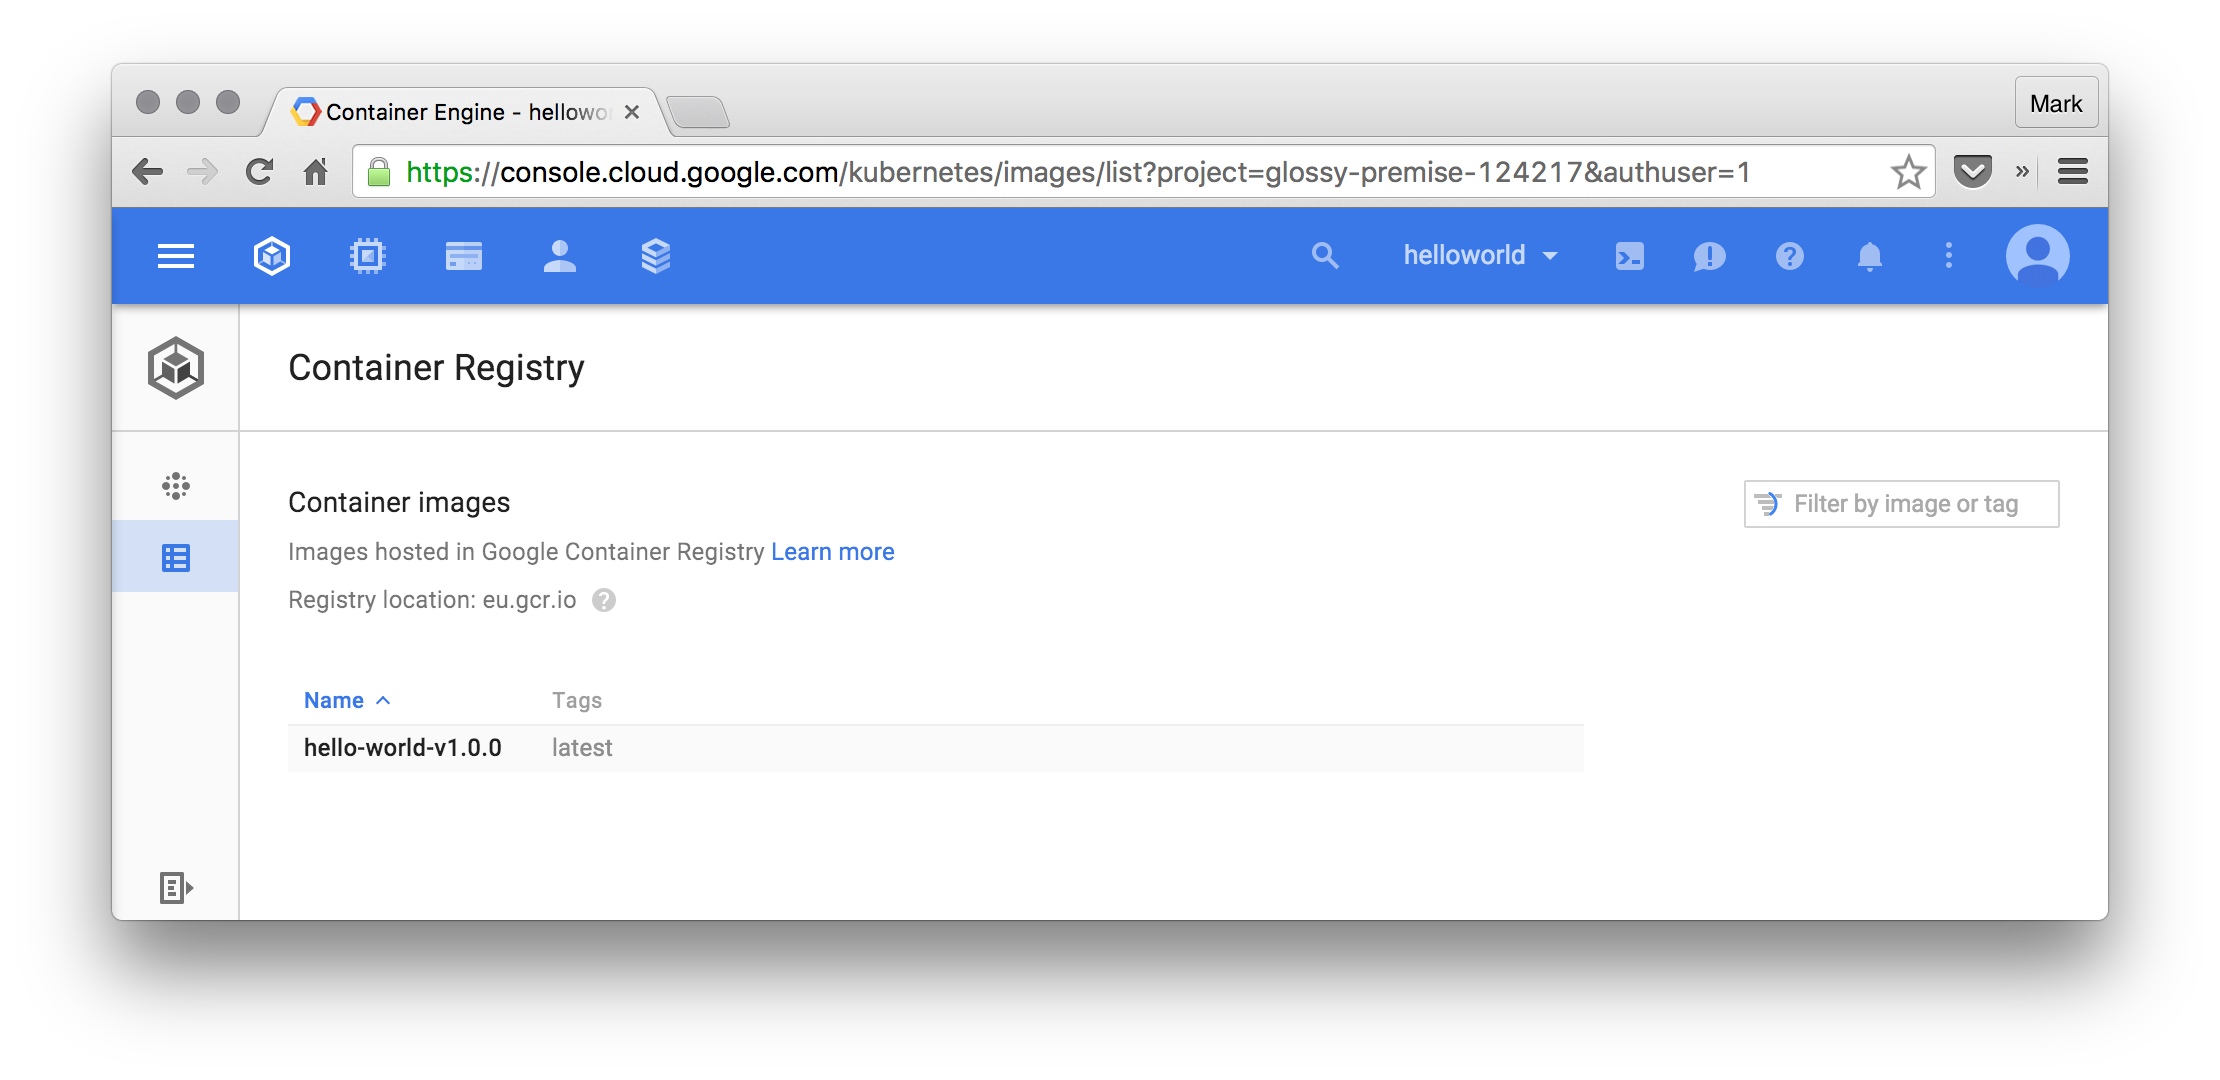 Container Engine - hellowo
Mark
https://console.cloud.google.com/kubernetes/images/list?project=glossy-premise-124217&authuser=1
helloworld
Container Registry
Container images
Filter by image or tag
Images hosted in Google Container Registry Learn more
Registry location: eu.gcr.io
Name Tags
hello-world-v1.0.0 latest